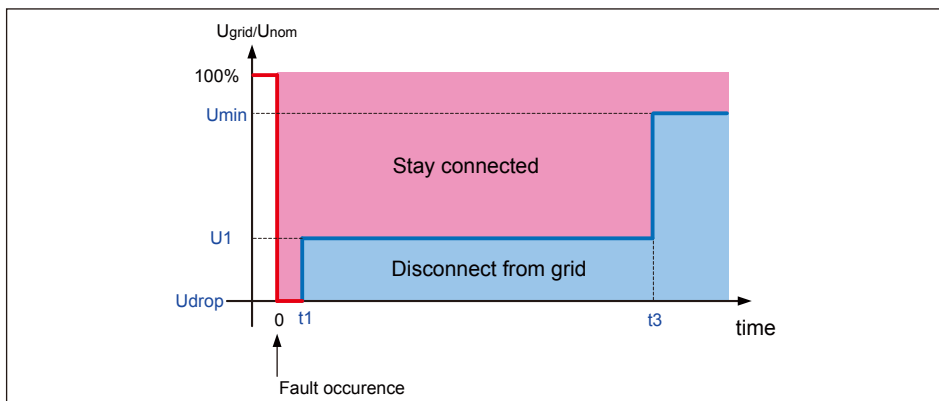 Ugrid/Unom
100%
Umin
Stay connected
U1
Disconnect from grid
Udrop
0
t1
t3
time
Fault occurence